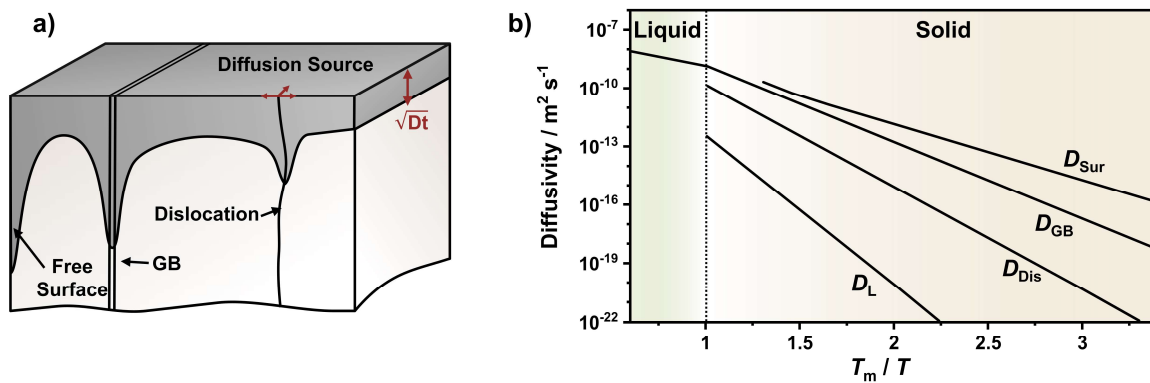 a)
Diffusion Source
√Dt
Dislocation
Free
Surface
GB
b)
Liquid
Solid
Diffusivity / m² s⁻¹
10⁻⁷
10⁻¹⁰
10⁻¹³
10⁻¹⁶
10⁻¹⁹
10⁻²²
D_Sur
D_GB
D_Dis
D_L
1 1.5 2 2.5 3
T_m / T